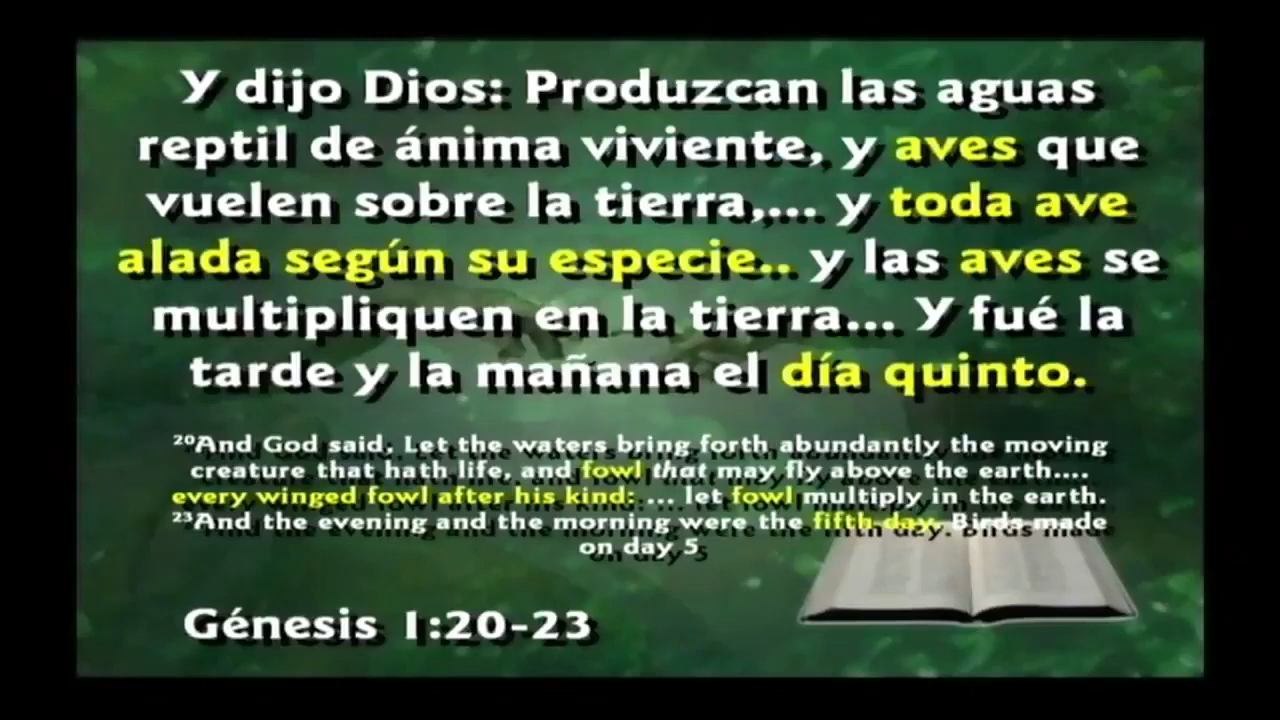 Y dijo Dios: Produzcan las aguas
reptil de ánima viviente, y aves que
vuelen sobre la tierra,... y toda ave
alada según su especie.. y las aves se
multipliquen en la tierra... Y fué la
tarde y la mañana el día quinto.
²⁰And God said, Let the waters bring forth abundantly the moving
creature that hath life, and fowl that may fly above the earth....
every winged fowl after his kind: ... let fowl multiply in the earth.
²³And the evening and the morning were the fifth day. Birds made
on day 5
Génesis 1:20-23